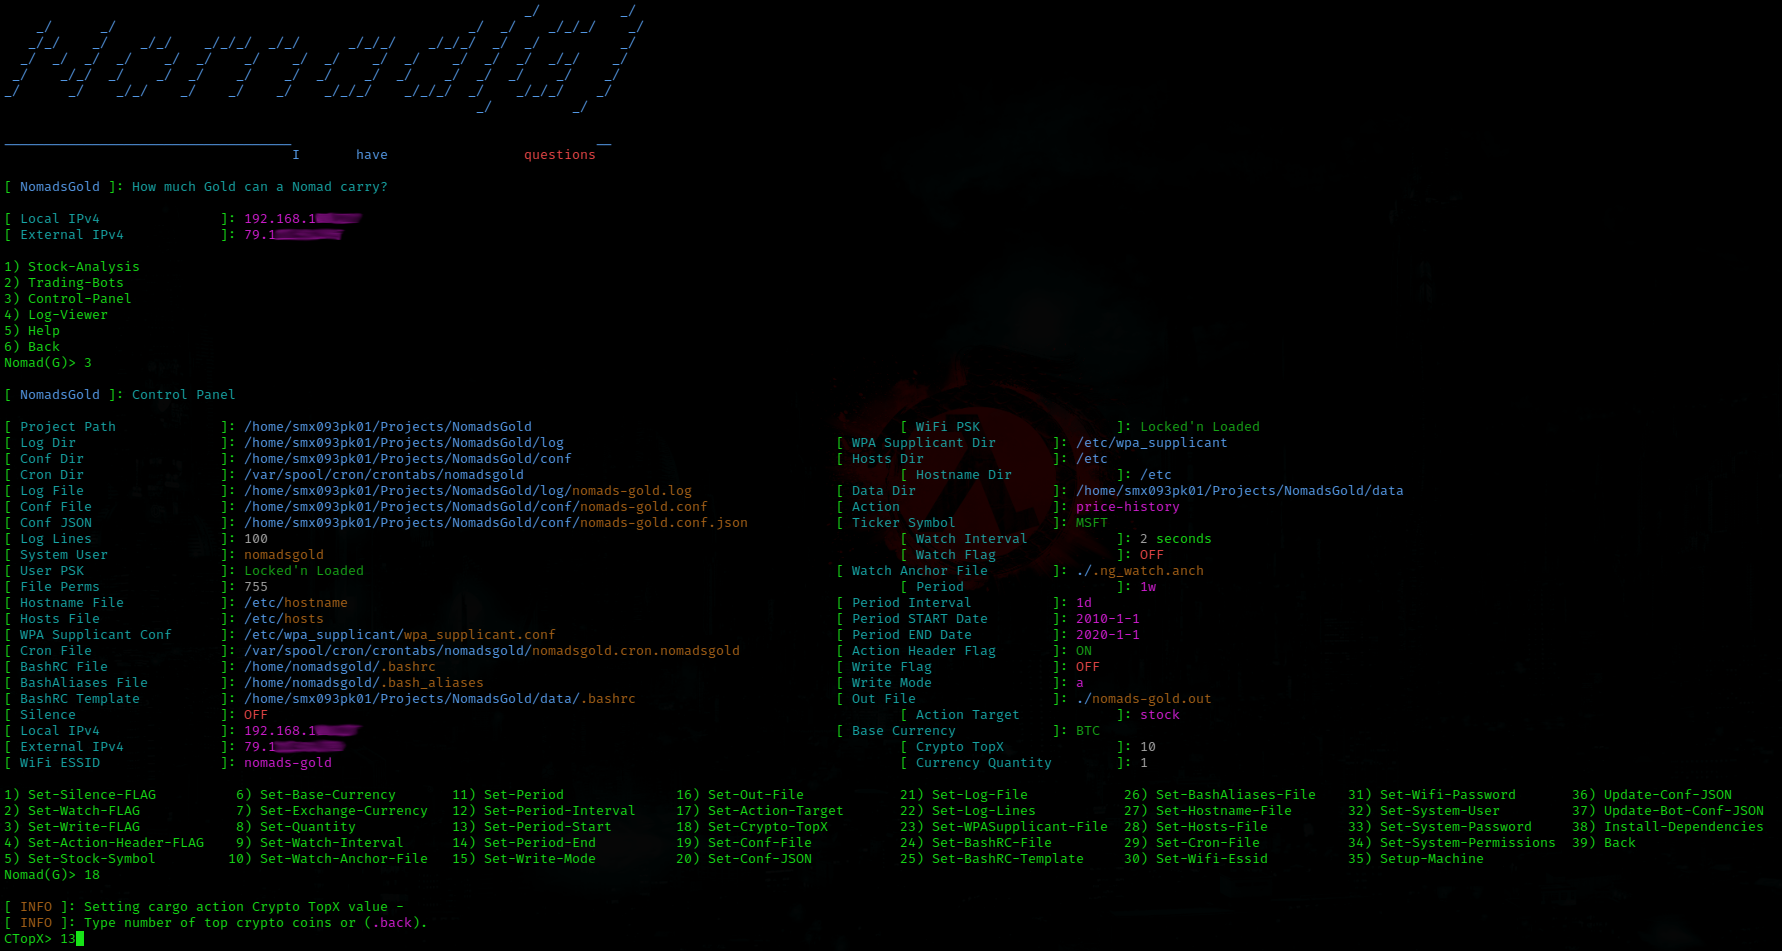 Nomad(G)
I have questions
[ NomadsGold ]: How much Gold can a Nomad carry?
[ Local IPv4 ]: 192.168.1
[ External IPv4 ]: 79.1
1) Stock-Analysis
2) Trading-Bots
3) Control-Panel
4) Log-Viewer
5) Help
6) Back
Nomad(G)> 3
[ NomadsGold ]: Control Panel
[ Project Path ]: /home/smx093pk01/Projects/NomadsGold [ WiFi PSK ]: Locked'n Loaded
[ Log Dir ]: /home/smx093pk01/Projects/NomadsGold/log [ WPA Supplicant Dir ]: /etc/wpa_supplicant
[ Conf Dir ]: /home/smx093pk01/Projects/NomadsGold/conf [ Hosts Dir ]: /etc
[ Cron Dir ]: /var/spool/cron/crontabs/nomadsgold [ Hostname Dir ]: /etc
[ Log File ]: /home/smx093pk01/Projects/NomadsGold/log/nomads-gold.log [ Data Dir ]: /home/smx093pk01/Projects/NomadsGold/data
[ Conf File ]: /home/smx093pk01/Projects/NomadsGold/conf/nomads-gold.conf [ Action ]: price-history
[ Conf JSON ]: /home/smx093pk01/Projects/NomadsGold/conf/nomads-gold.conf.json [ Ticker Symbol ]: MSFT
[ Log Lines ]: 100 [ Watch Interval ]: 2 seconds
[ System User ]: nomadsgold [ Watch Flag ]: OFF
[ User PSK ]: Locked'n Loaded [ Watch Anchor File ]: ./.ng_watch.anch
[ File Perms ]: 755 [ Period ]: 1w
[ Hostname File ]: /etc/hostname [ Period Interval ]: 1d
[ Hosts File ]: /etc/hosts [ Period START Date ]: 2010-1-1
[ WPA Supplicant Conf ]: /etc/wpa_supplicant/wpa_supplicant.conf [ Period END Date ]: 2020-1-1
[ Cron File ]: /var/spool/cron/crontabs/nomadsgold/nomadsgold.cron.nomadsgold [ Action Header Flag ]: ON
[ BashRC File ]: /home/nomadsgold/.bashrc [ Write Flag ]: OFF
[ BashAliases File ]: /home/nomadsgold/.bash_aliases [ Write Mode ]: a
[ BashRC Template ]: /home/smx093pk01/Projects/NomadsGold/data/.bashrc [ Out File ]: ./nomads-gold.out
[ Silence ]: OFF [ Action Target ]: stock
[ Local IPv4 ]: 192.168.1 [ Base Currency ]: BTC
[ External IPv4 ]: 79.1 [ Crypto TopX ]: 10
[ WiFi ESSID ]: nomads-gold [ Currency Quantity ]: 1
1) Set-Silence-FLAG 6) Set-Base-Currency 11) Set-Period 16) Set-Out-File 21) Set-Log-File 26) Set-BashAliases-File 31) Set-Wifi-Password 36) Update-Conf-JSON
2) Set-Watch-FLAG 7) Set-Exchange-Currency 12) Set-Period-Interval 17) Set-Action-Target 22) Set-Log-Lines 27) Set-Hostname-File 32) Set-System-User 37) Update-Bot-Conf-JSON
3) Set-Write-FLAG 8) Set-Quantity 13) Set-Period-Start 18) Set-Crypto-TopX 23) Set-WPASupplicant-File 28) Set-Hosts-File 33) Set-System-Password 38) Install-Dependencies
4) Set-Action-Header-FLAG 9) Set-Watch-Interval 14) Set-Period-End 19) Set-Conf-File 24) Set-BashRC-File 29) Set-Cron-File 34) Set-System-Permissions 39) Back
5) Set-Stock-Symbol 10) Set-Watch-Anchor-File 15) Set-Write-Mode 20) Set-Conf-JSON 25) Set-BashRC-Template 30) Set-Wifi-Essid 35) Setup-Machine
Nomad(G)> 18
[ INFO ]: Setting cargo action Crypto TopX value -
[ INFO ]: Type number of top crypto coins or (.back).
CTopX> 13